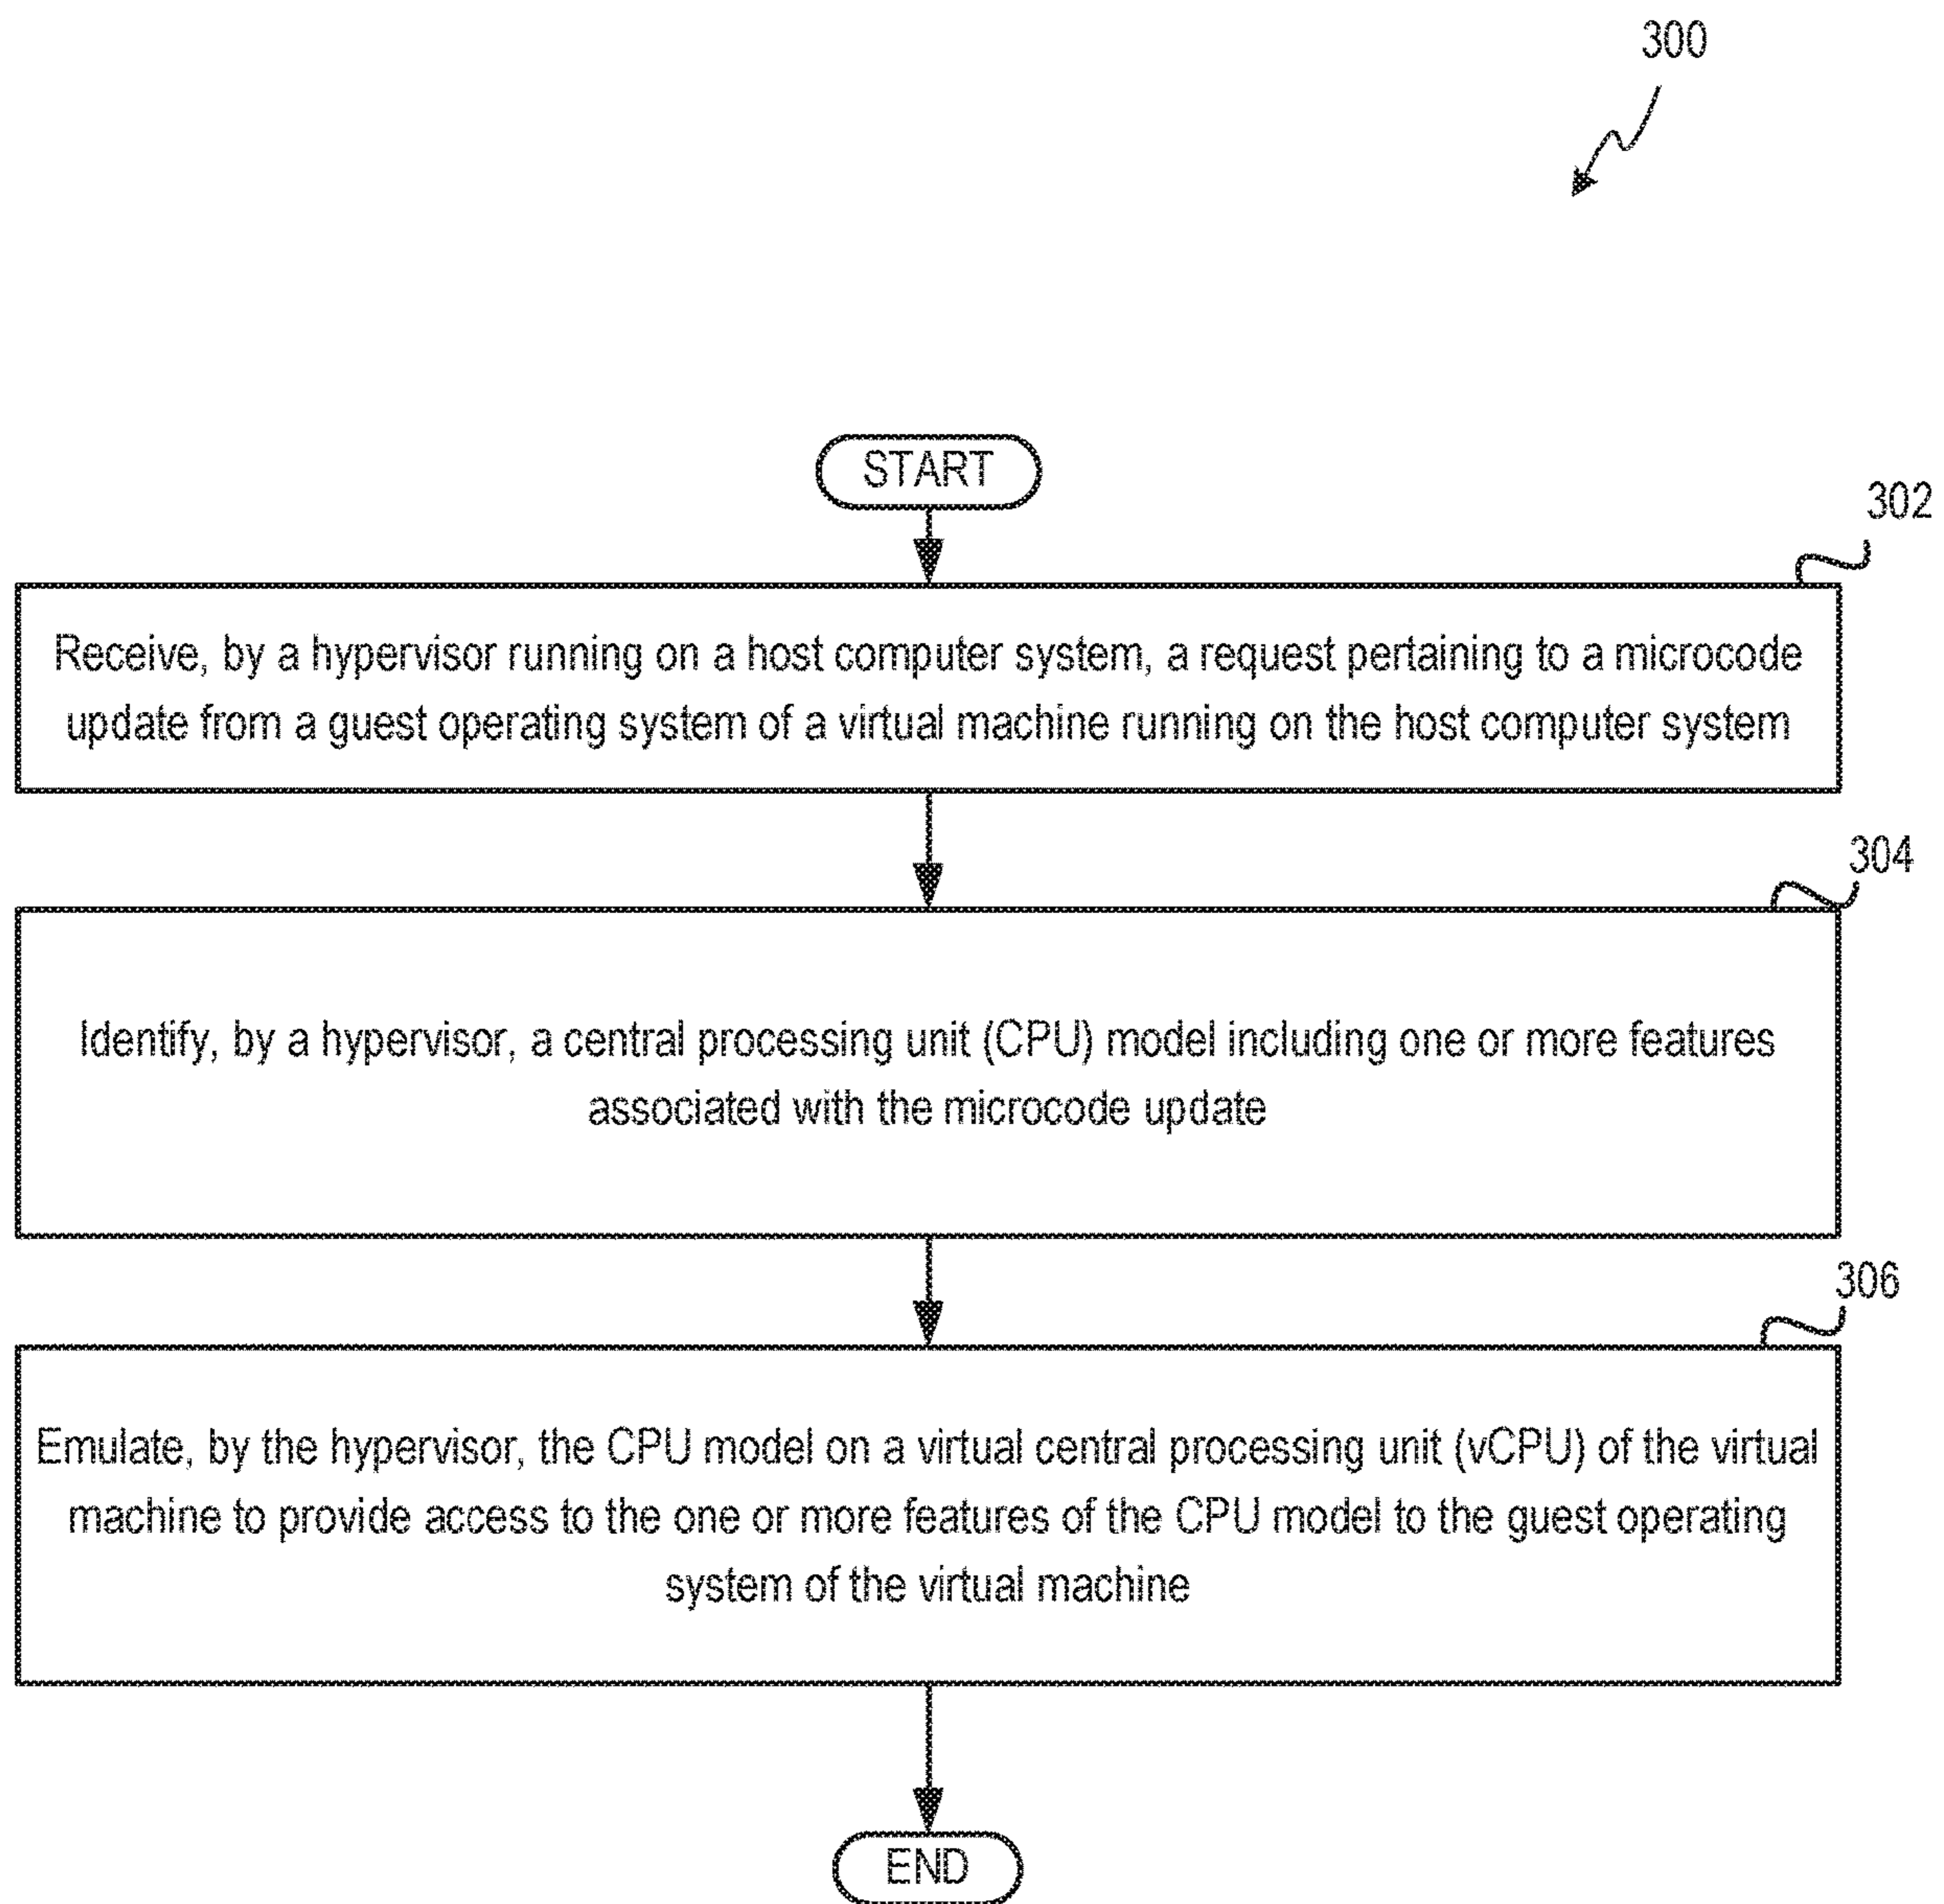 300
START
302
Receive, by a hypervisor running on a host computer system, a request pertaining to a microcode
update from a guest operating system of a virtual machine running on the host computer system
304
Identify, by a hypervisor, a central processing unit (CPU) model including one or more features
associated with the microcode update
306
Emulate, by the hypervisor, the CPU model on a virtual central processing unit (vCPU) of the virtual
machine to provide access to the one or more features of the CPU model to the guest operating
system of the virtual machine
END